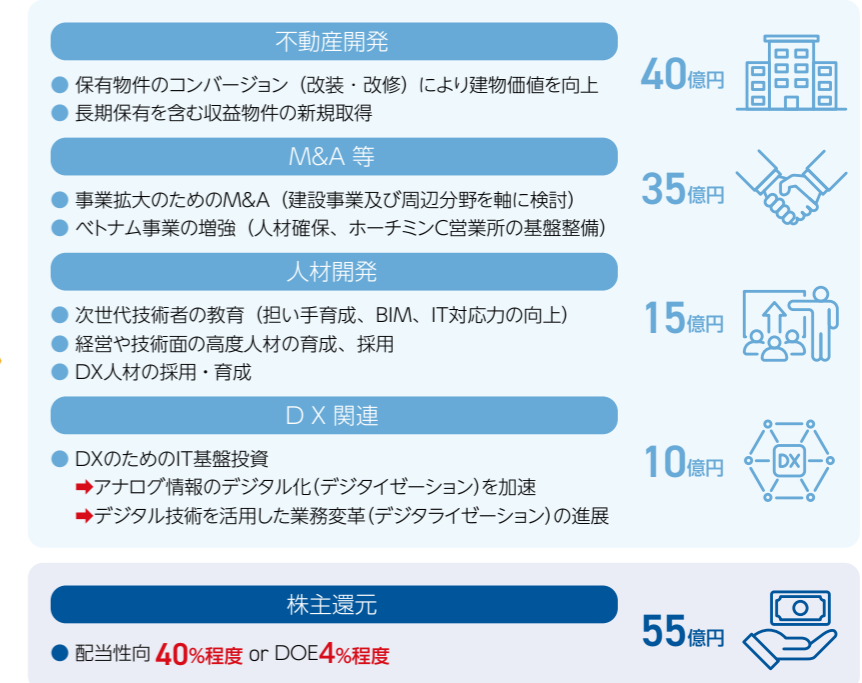 不動産開発
● 保有物件のコンバージョン（改装・改修）により建物価値を向上
● 長期保有を含む収益物件の新規取得
40億円
M&A 等
● 事業拡大のためのM&A（建設事業及び周辺分野を軸に検討）
● ベトナム事業の増強（人材確保、ホーチミンC営業所の基盤整備）
35億円
人材開発
● 次世代技術者の教育（担い手育成、BIM、IT対応力の向上）
● 経営や技術面の高度人材の育成、採用
● DX人材の採用・育成
15億円
DX関連
● DXのためのIT基盤投資
➡アナログ情報のデジタル化（デジタイゼーション）を加速
➡デジタル技術を活用した業務変革（デジタライゼーション）の進展
10億円
DX
株主還元
● 配当性向 40%程度 or DOE4%程度
55億円